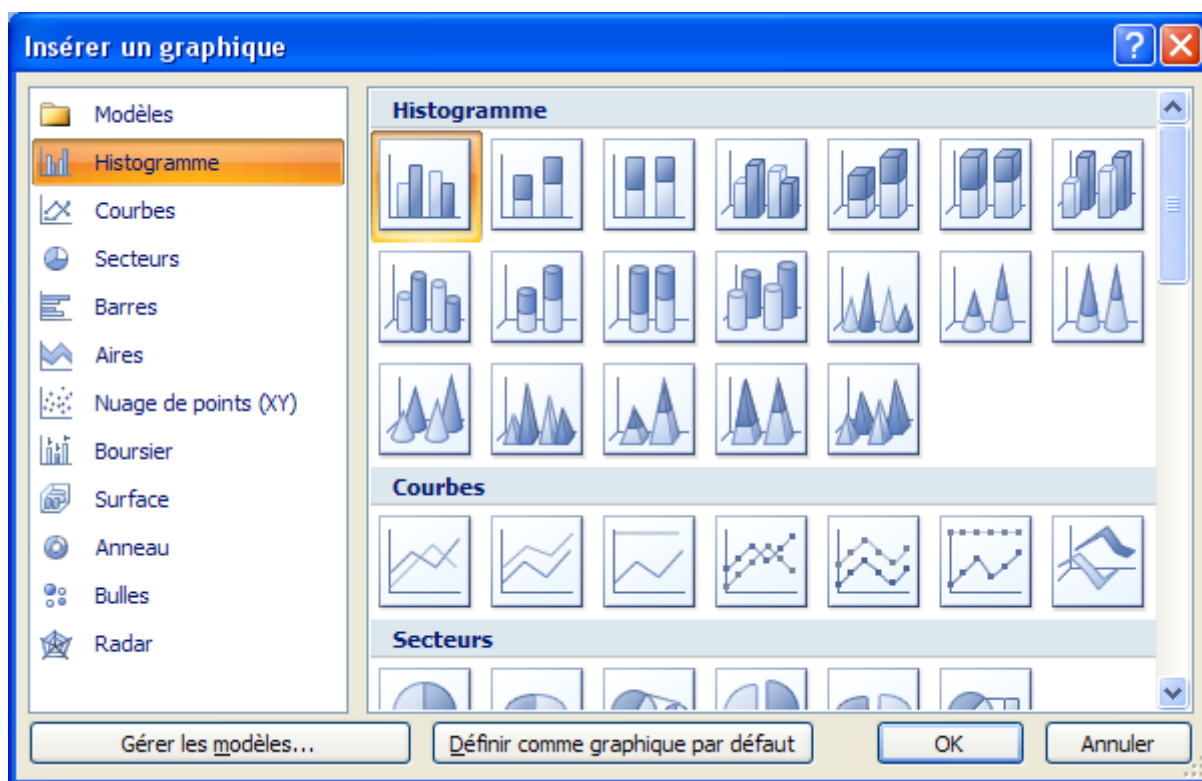 Insérer un graphique
Modèles
Histogramme
Courbes
Secteurs
Barres
Aires
Nuage de points (XY)
Boursier
Surface
Anneau
Bulles
Radar
Histogramme
Courbes
Secteurs
Gérer les modèles...
Définir comme graphique par défaut
OK
Annuler